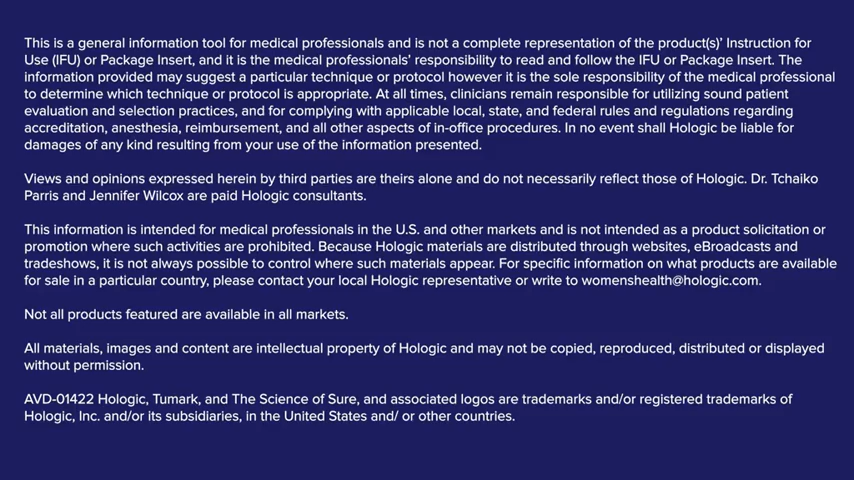 This is a general information tool for medical professionals and is not a complete representation of the product(s)' Instruction for
Use (IFU) or Package Insert, and it is the medical professionals' responsibility to read and follow the IFU or Package Insert. The
information provided may suggest a particular technique or protocol however it is the sole responsibility of the medical professional
to determine which technique or protocol is appropriate. At all times, clinicians remain responsible for utilizing sound patient
evaluation and selection practices, and for complying with applicable local, state, and federal rules and regulations regarding
accreditation, anesthesia, reimbursement, and all other aspects of in-office procedures. In no event shall Hologic be liable for
damages of any kind resulting from your use of the information presented.
Views and opinions expressed herein by third parties are theirs alone and do not necessarily reflect those of Hologic. Dr. Tchaiko
Parris and Jennifer Wilcox are paid Hologic consultants.
This information is intended for medical professionals in the U.S. and other markets and is not intended as a product solicitation or
promotion where such activities are prohibited. Because Hologic materials are distributed through websites, eBroadcasts and
tradeshows, it is not always possible to control where such materials appear. For specific information on what products are available
for sale in a particular country, please contact your local Hologic representative or write to womenshealth@hologic.com.
Not all products featured are available in all markets.
All materials, images and content are intellectual property of Hologic and may not be copied, reproduced, distributed or displayed
without permission.
AVD-01422 Hologic, Tumark, and The Science of Sure, and associated logos are trademarks and/or registered trademarks of
Hologic, Inc. and/or its subsidiaries, in the United States and/ or other countries.